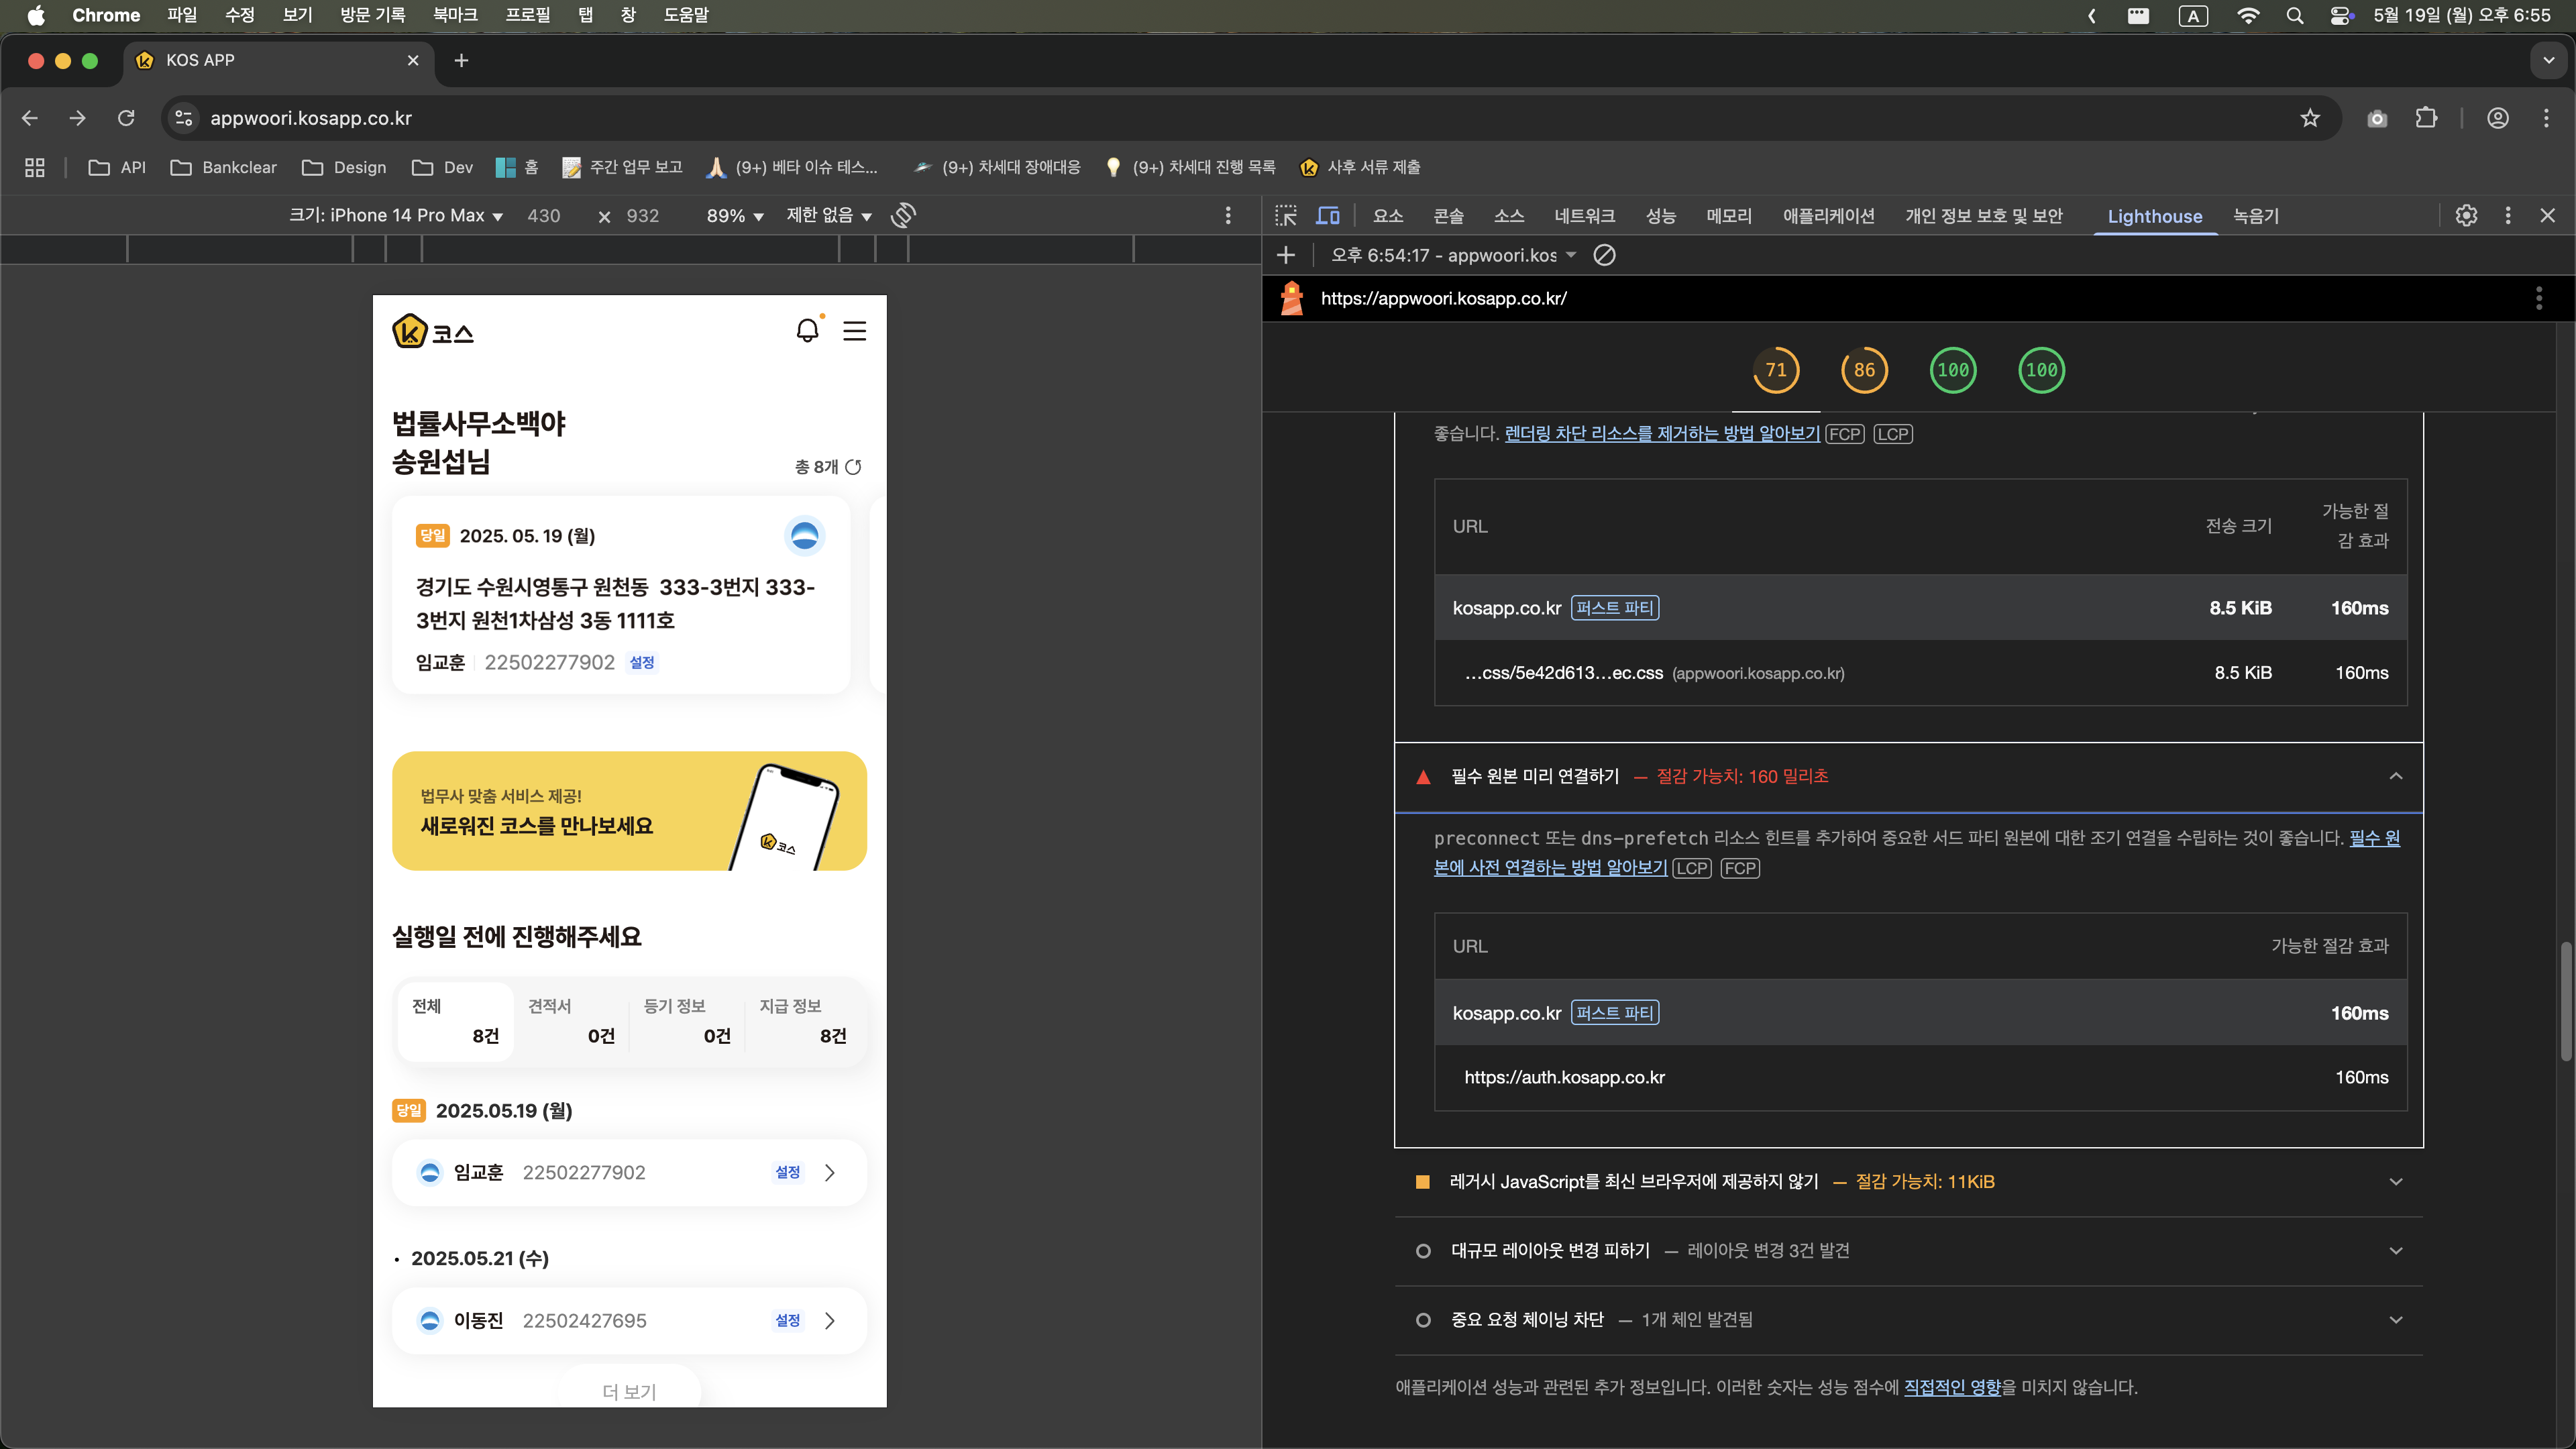 Chrome 파일 수정 보기 방문 기록 북마크 프로필 탭 창 도움말
A 5월 19일 (월) 오후 6:55
KOS APP
appwoori.kosapp.co.kr
API Bankclear Design Dev 홈 주간 업무 보고 (9+) 베타 이슈 테스... (9+) 차세대 장애대응 (9+) 차세대 진행 목록 사후 서류 제출
크기: iPhone 14 Pro Max 430 × 932 89% 제한 없음
요소 콘솔 소스 네트워크 성능 메모리 애플리케이션 개인 정보 보호 및 보안 Lighthouse 녹음기
오후 6:54:17 - appwoori.kos
https://appwoori.kosapp.co.kr/
71 86 100 100
코스
법률사무소백야
송원섭님
총 8개
당일 2025. 05. 19 (월)
경기도 수원시영통구 원천동 333-3번지 333-
3번지 원천1차삼성 3동 1111호
임교훈 22502277902 설정
법무사 맞춤 서비스 제공!
새로워진 코스를 만나보세요
코스
실행일 전에 진행해주세요
전체 견적서 등기 정보 지급 정보
8건 0건 0건 8건
당일 2025.05.19 (월)
임교훈 22502277902 설정
• 2025.05.21 (수)
이동진 22502427695 설정
더 보기
좋습니다. 렌더링 차단 리소스를 제거하는 방법 알아보기 FCP LCP
URL 전송 크기 가능한 절
감 효과
kosapp.co.kr 퍼스트 파티 8.5 KiB 160ms
…css/5e42d613…ec.css (appwoori.kosapp.co.kr) 8.5 KiB 160ms
필수 원본 미리 연결하기 — 절감 가능치: 160 밀리초
preconnect 또는 dns-prefetch 리소스 힌트를 추가하여 중요한 서드 파티 원본에 대한 조기 연결을 수립하는 것이 좋습니다. 필수 원
본에 사전 연결하는 방법 알아보기 LCP FCP
URL 가능한 절감 효과
kosapp.co.kr 퍼스트 파티 160ms
https://auth.kosapp.co.kr 160ms
레거시 JavaScript를 최신 브라우저에 제공하지 않기 — 절감 가능치: 11KiB
대규모 레이아웃 변경 피하기 — 레이아웃 변경 3건 발견
중요 요청 체이닝 차단 — 1개 체인 발견됨
애플리케이션 성능과 관련된 추가 정보입니다. 이러한 숫자는 성능 점수에 직접적인 영향을 미치지 않습니다.